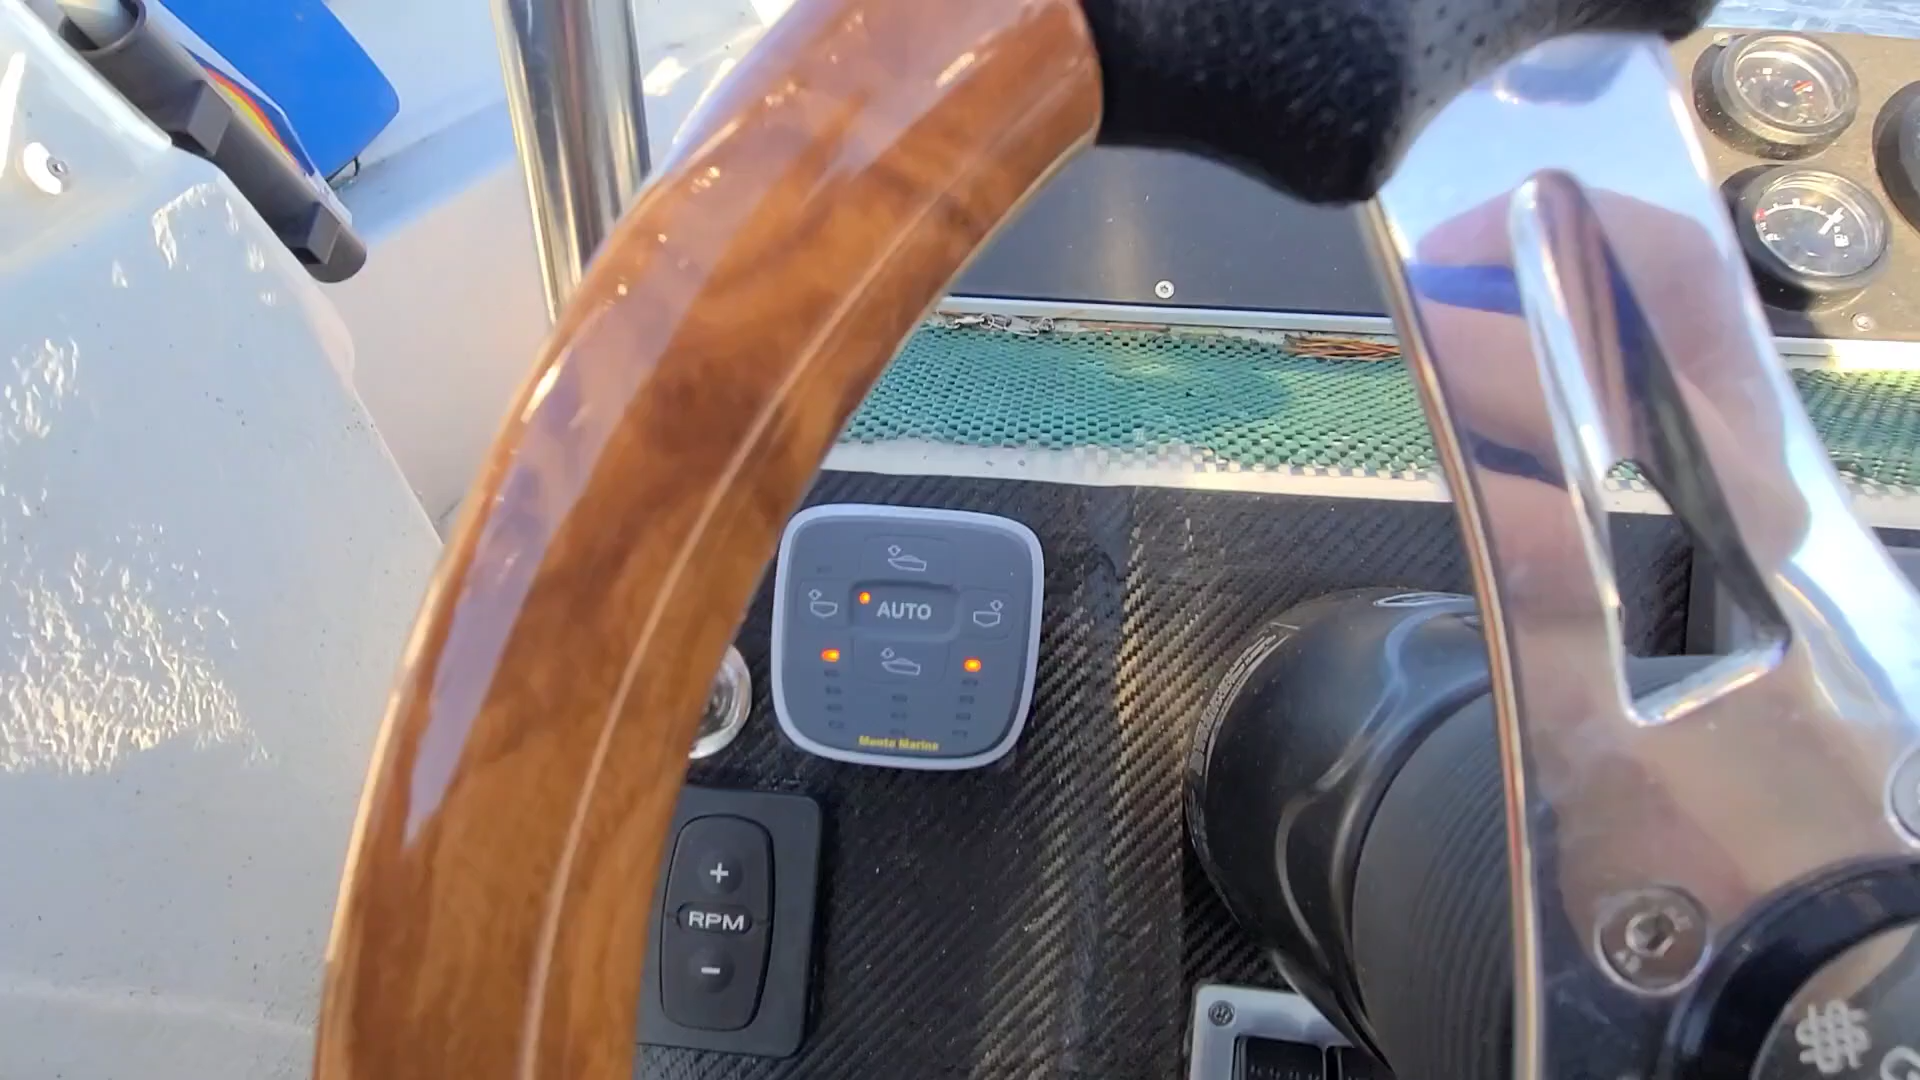 AUTO
Mente Marine
+
RPM
-